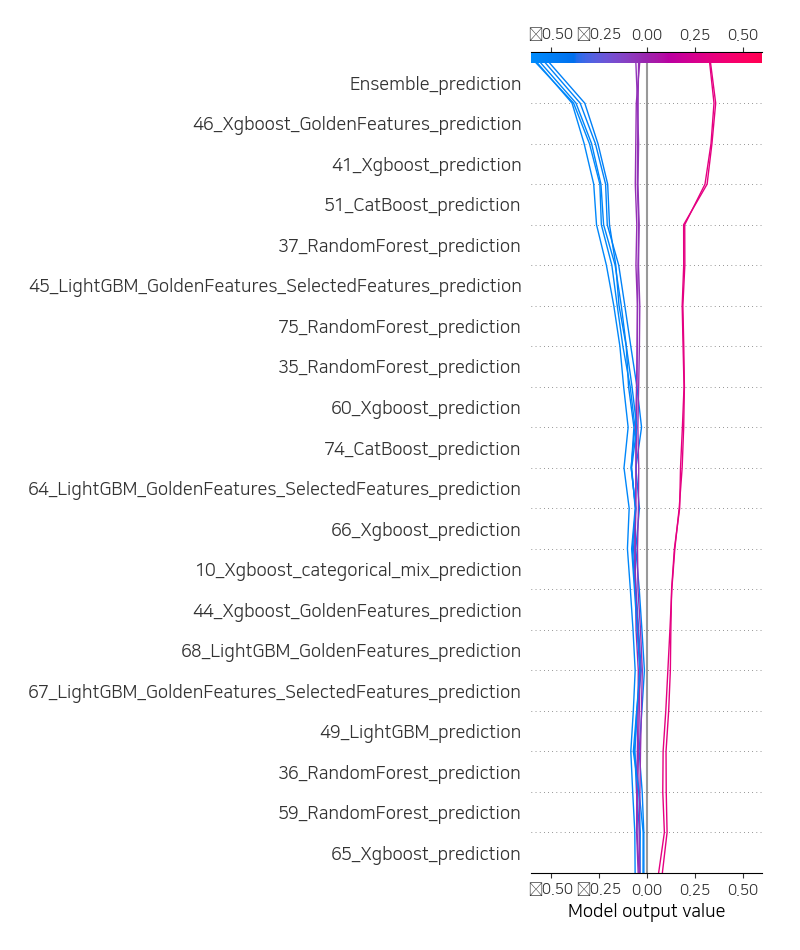 0.50 0.25 0.00 0.25 0.50
Ensemble_prediction
46_Xgboost_GoldenFeatures_prediction
41_Xgboost_prediction
51_CatBoost_prediction
37_RandomForest_prediction
45_LightGBM_GoldenFeatures_SelectedFeatures_prediction
75_RandomForest_prediction
35_RandomForest_prediction
60_Xgboost_prediction
74_CatBoost_prediction
64_LightGBM_GoldenFeatures_SelectedFeatures_prediction
66_Xgboost_prediction
10_Xgboost_categorical_mix_prediction
44_Xgboost_GoldenFeatures_prediction
68_LightGBM_GoldenFeatures_prediction
67_LightGBM_GoldenFeatures_SelectedFeatures_prediction
49_LightGBM_prediction
36_RandomForest_prediction
59_RandomForest_prediction
65_Xgboost_prediction
0.50 0.25 0.00 0.25 0.50
Model output value